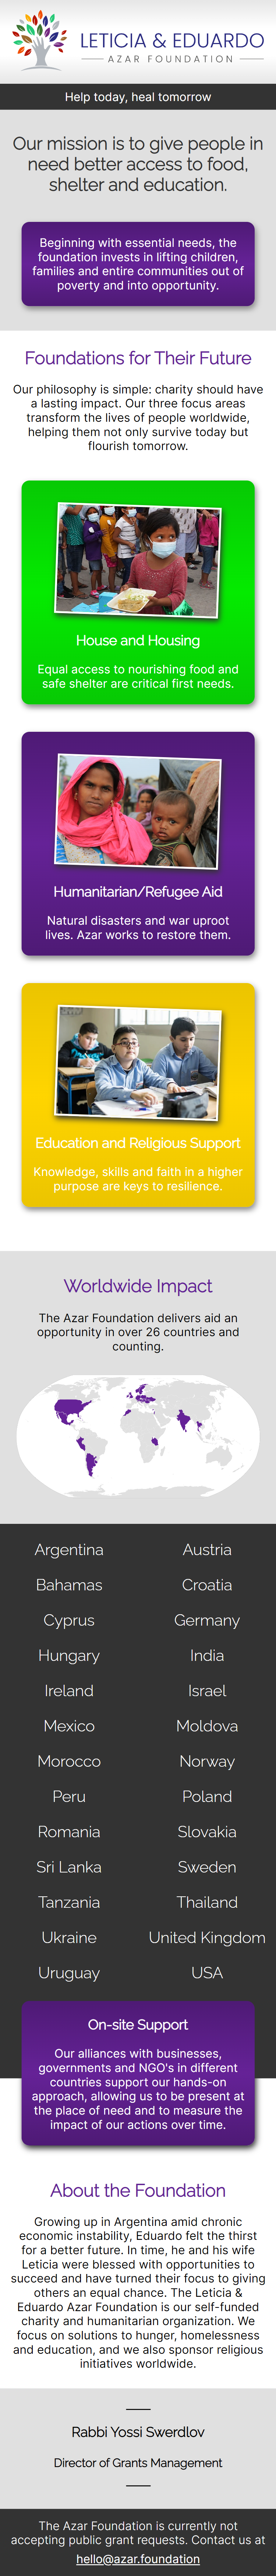 LETICIA & EDUARDO
AZAR FOUNDATION
Help today, heal tomorrow
Our mission is to give people in
need better access to food,
shelter and education.
Beginning with essential needs, the
foundation invests in lifting children,
families and entire communities out of
poverty and into opportunity.
Foundations for Their Future
Our philosophy is simple: charity should have
a lasting impact. Our three focus areas
transform the lives of people worldwide,
helping them not only survive today but
flourish tomorrow.
House and Housing
Equal access to nourishing food and
safe shelter are critical first needs.
Humanitarian/Refugee Aid
Natural disasters and war uproot
lives. Azar works to restore them.
Education and Religious Support
Knowledge, skills and faith in a higher
purpose are keys to resilience.
Worldwide Impact
The Azar Foundation delivers aid an
opportunity in over 26 countries and
counting.
Argentina Austria
Bahamas Croatia
Cyprus Germany
Hungary India
Ireland Israel
Mexico Moldova
Morocco Norway
Peru Poland
Romania Slovakia
Sri Lanka Sweden
Tanzania Thailand
Ukraine United Kingdom
Uruguay USA
On-site Support
Our alliances with businesses,
governments and NGO's in different
countries support our hands-on
approach, allowing us to be present at
the place of need and to measure the
impact of our actions over time.
About the Foundation
Growing up in Argentina amid chronic
economic instability, Eduardo felt the thirst
for a better future. In time, he and his wife
Leticia were blessed with opportunities to
succeed and have turned their focus to giving
others an equal chance. The Leticia &
Eduardo Azar Foundation is our self-funded
charity and humanitarian organization. We
focus on solutions to hunger, homelessness
and education, and we also sponsor religious
initiatives worldwide.
Rabbi Yossi Swerdlov
Director of Grants Management
The Azar Foundation is currently not
accepting public grant requests. Contact us at
hello@azar.foundation